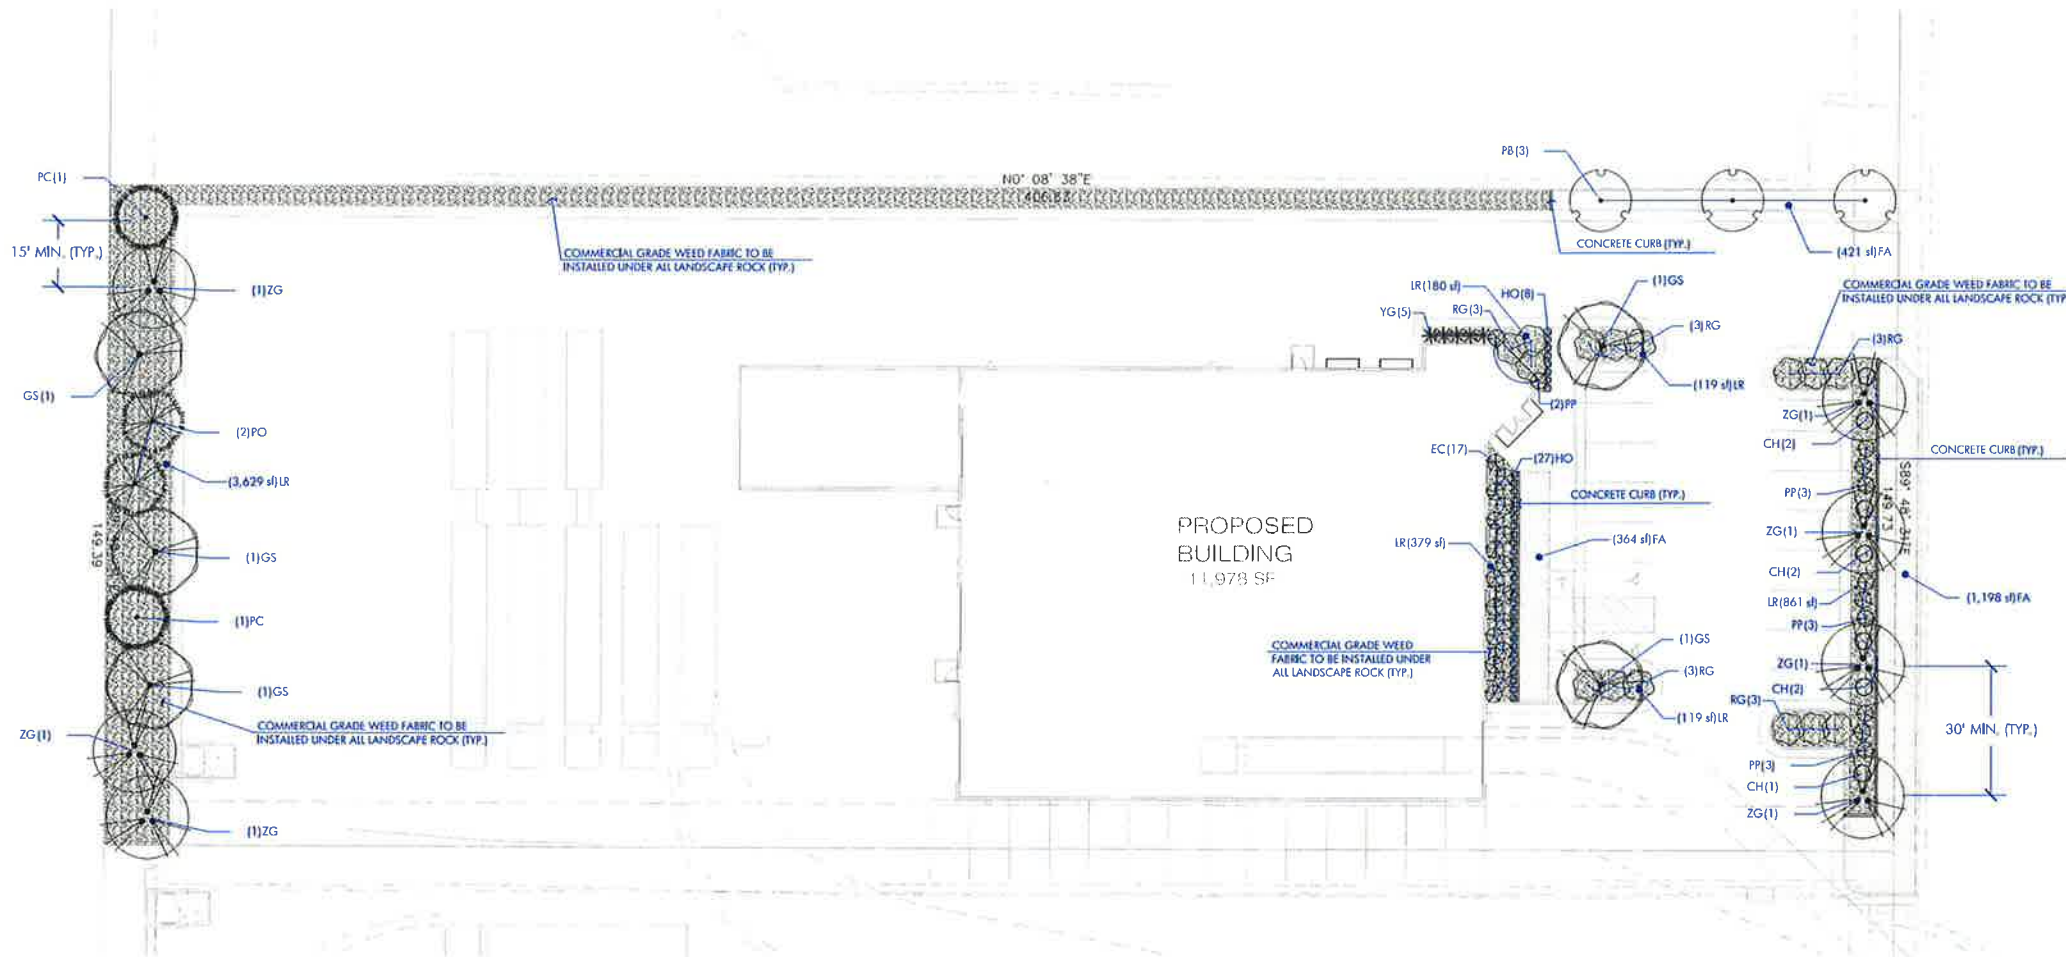 PC(1)
15' MIN. (TYP.)
(1)ZG
GS(1)
(2)PO
(3,629 sf)LR
149.39
(1)GS
(1)PC
(1)GS
COMMERCIAL GRADE WEED FABRIC TO BE
INSTALLED UNDER ALL LANDSCAPE ROCK (TYP.)
ZG(1)
(1)ZG
COMMERCIAL GRADE WEED FABRIC TO BE
INSTALLED UNDER ALL LANDSCAPE ROCK (TYP.)
N0° 08' 38"E
406.83'
PB(3)
CONCRETE CURB (TYP.)
(421 sf)FA
LR(180 sf)
HO(8)
(1)GS
YG(5)
RG(3)
(3)RG
(119 sf)LR
(2)PP
COMMERCIAL GRADE WEED FABRIC TO BE
INSTALLED UNDER ALL LANDSCAPE ROCK (TYP
(3)RG
ZG(1)
CH(2)
CONCRETE CURB (TYP.)
EC(17)
(27)HO
CONCRETE CURB (TYP.)
PROPOSED
BUILDING
11,978 SF
LR(379 sf)
(364 sf)FA
COMMERCIAL GRADE WEED
FABRIC TO BE INSTALLED UNDER
ALL LANDSCAPE ROCK (TYP.)
(1)GS
(3)RG
(119 sf)LR
PP(3)
ZG(1)
149.73
CH(2)
LR(861 sf)
(1,198 sf)FA
PP(3)
ZG(1)
CH(2)
RG(3)
30' MIN. (TYP.)
PP(3)
CH(1)
ZG(1)